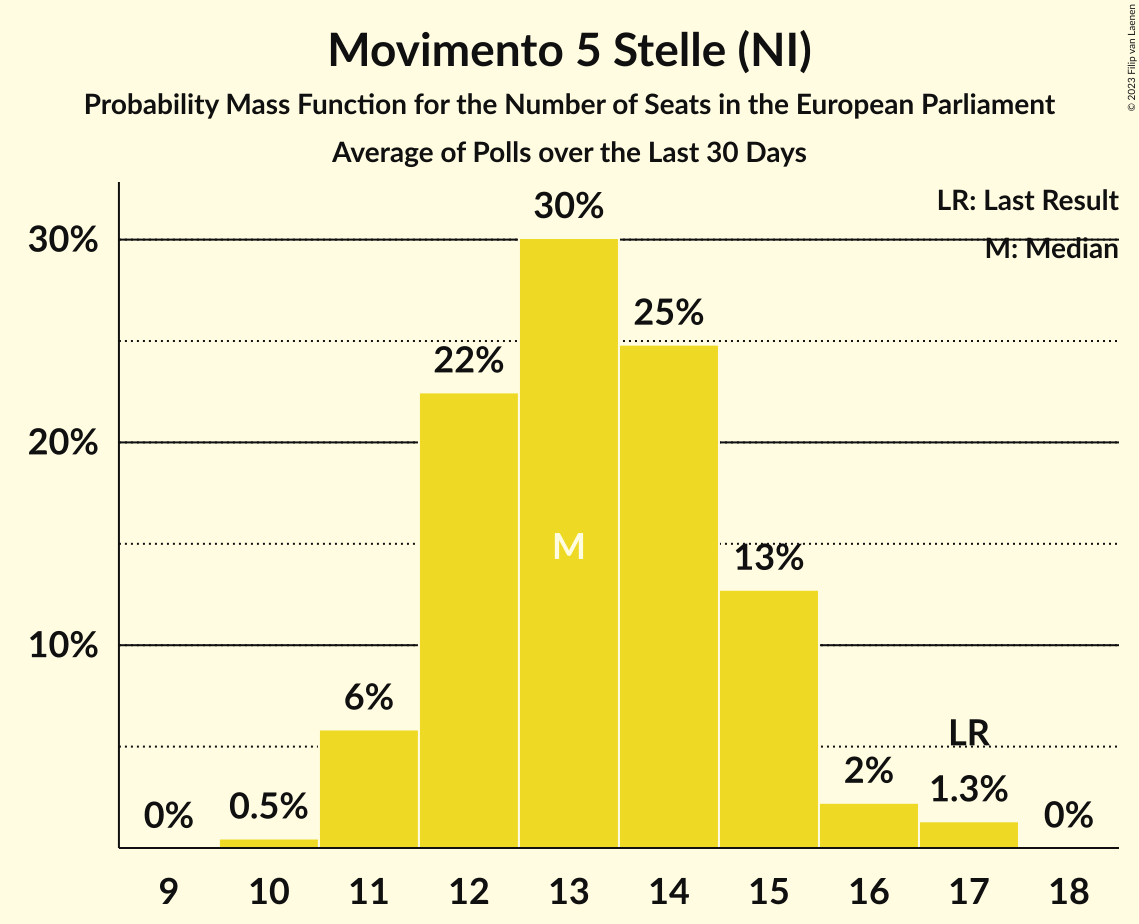 Movimento 5 Stelle (NI)
Probability Mass Function for the Number of Seats in the European Parliament
Average of Polls over the Last 30 Days
© 2023 Filip van Laenen
LR: Last Result
M: Median
30%
20%
10%
0%
0.5%
6%
22%
30%
M
25%
13%
2%
LR
1.3%
0%
9 10 11 12 13 14 15 16 17 18